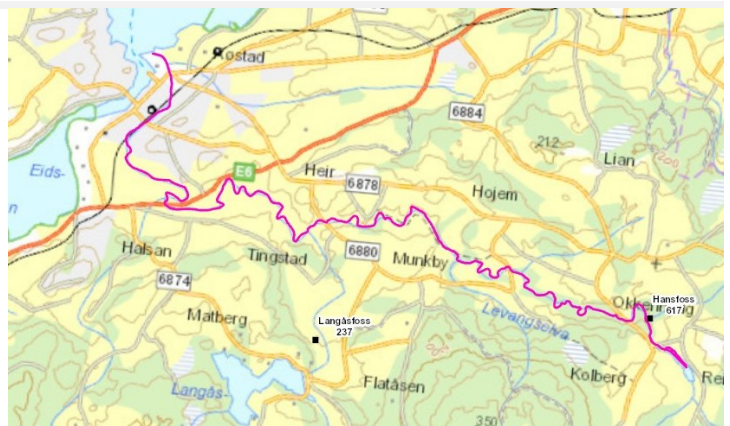 Rostad
6884
212
Lian
200
Eids-
E6
Heir
6878
Hojem
Halsan
Tingstad
6880
Munkby
6874
Hansfoss
617
Matberg
Langåsfoss
237
Levangselva
Kolberg
Langås-
Flatåsen
350